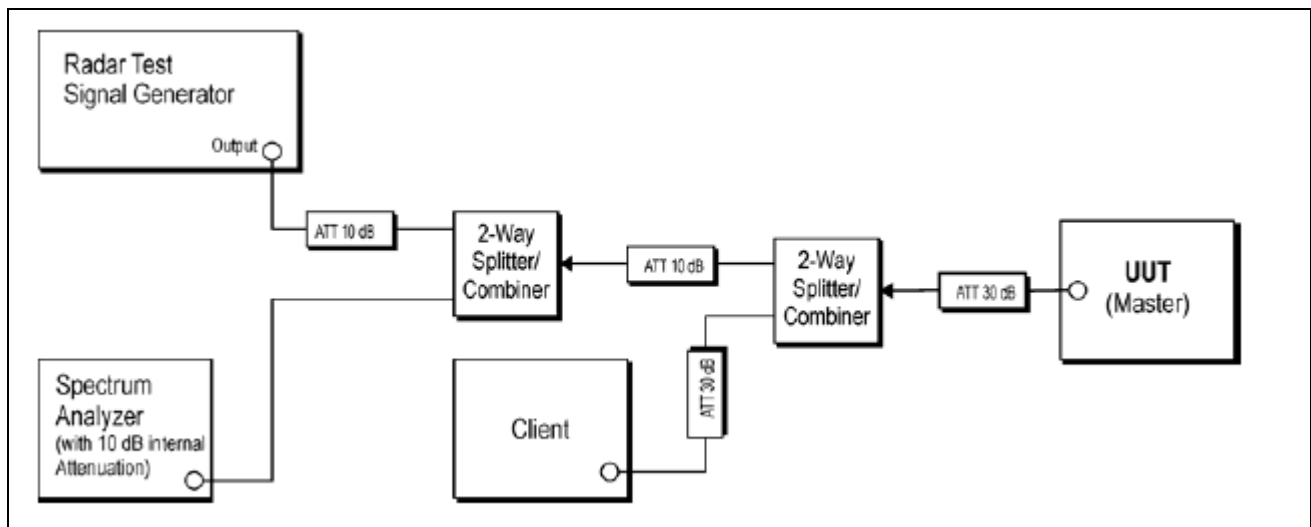 Radar Test
Signal Generator
Output
ATT 10 dB
2-Way
Splitter/
Combiner
ATT 10 dB
2-Way
Splitter/
Combiner
ATT 30 dB
UUT
(Master)
Spectrum
Analyzer
(with 10 dB internal
Attenuation)
Client
ATT 30 dB